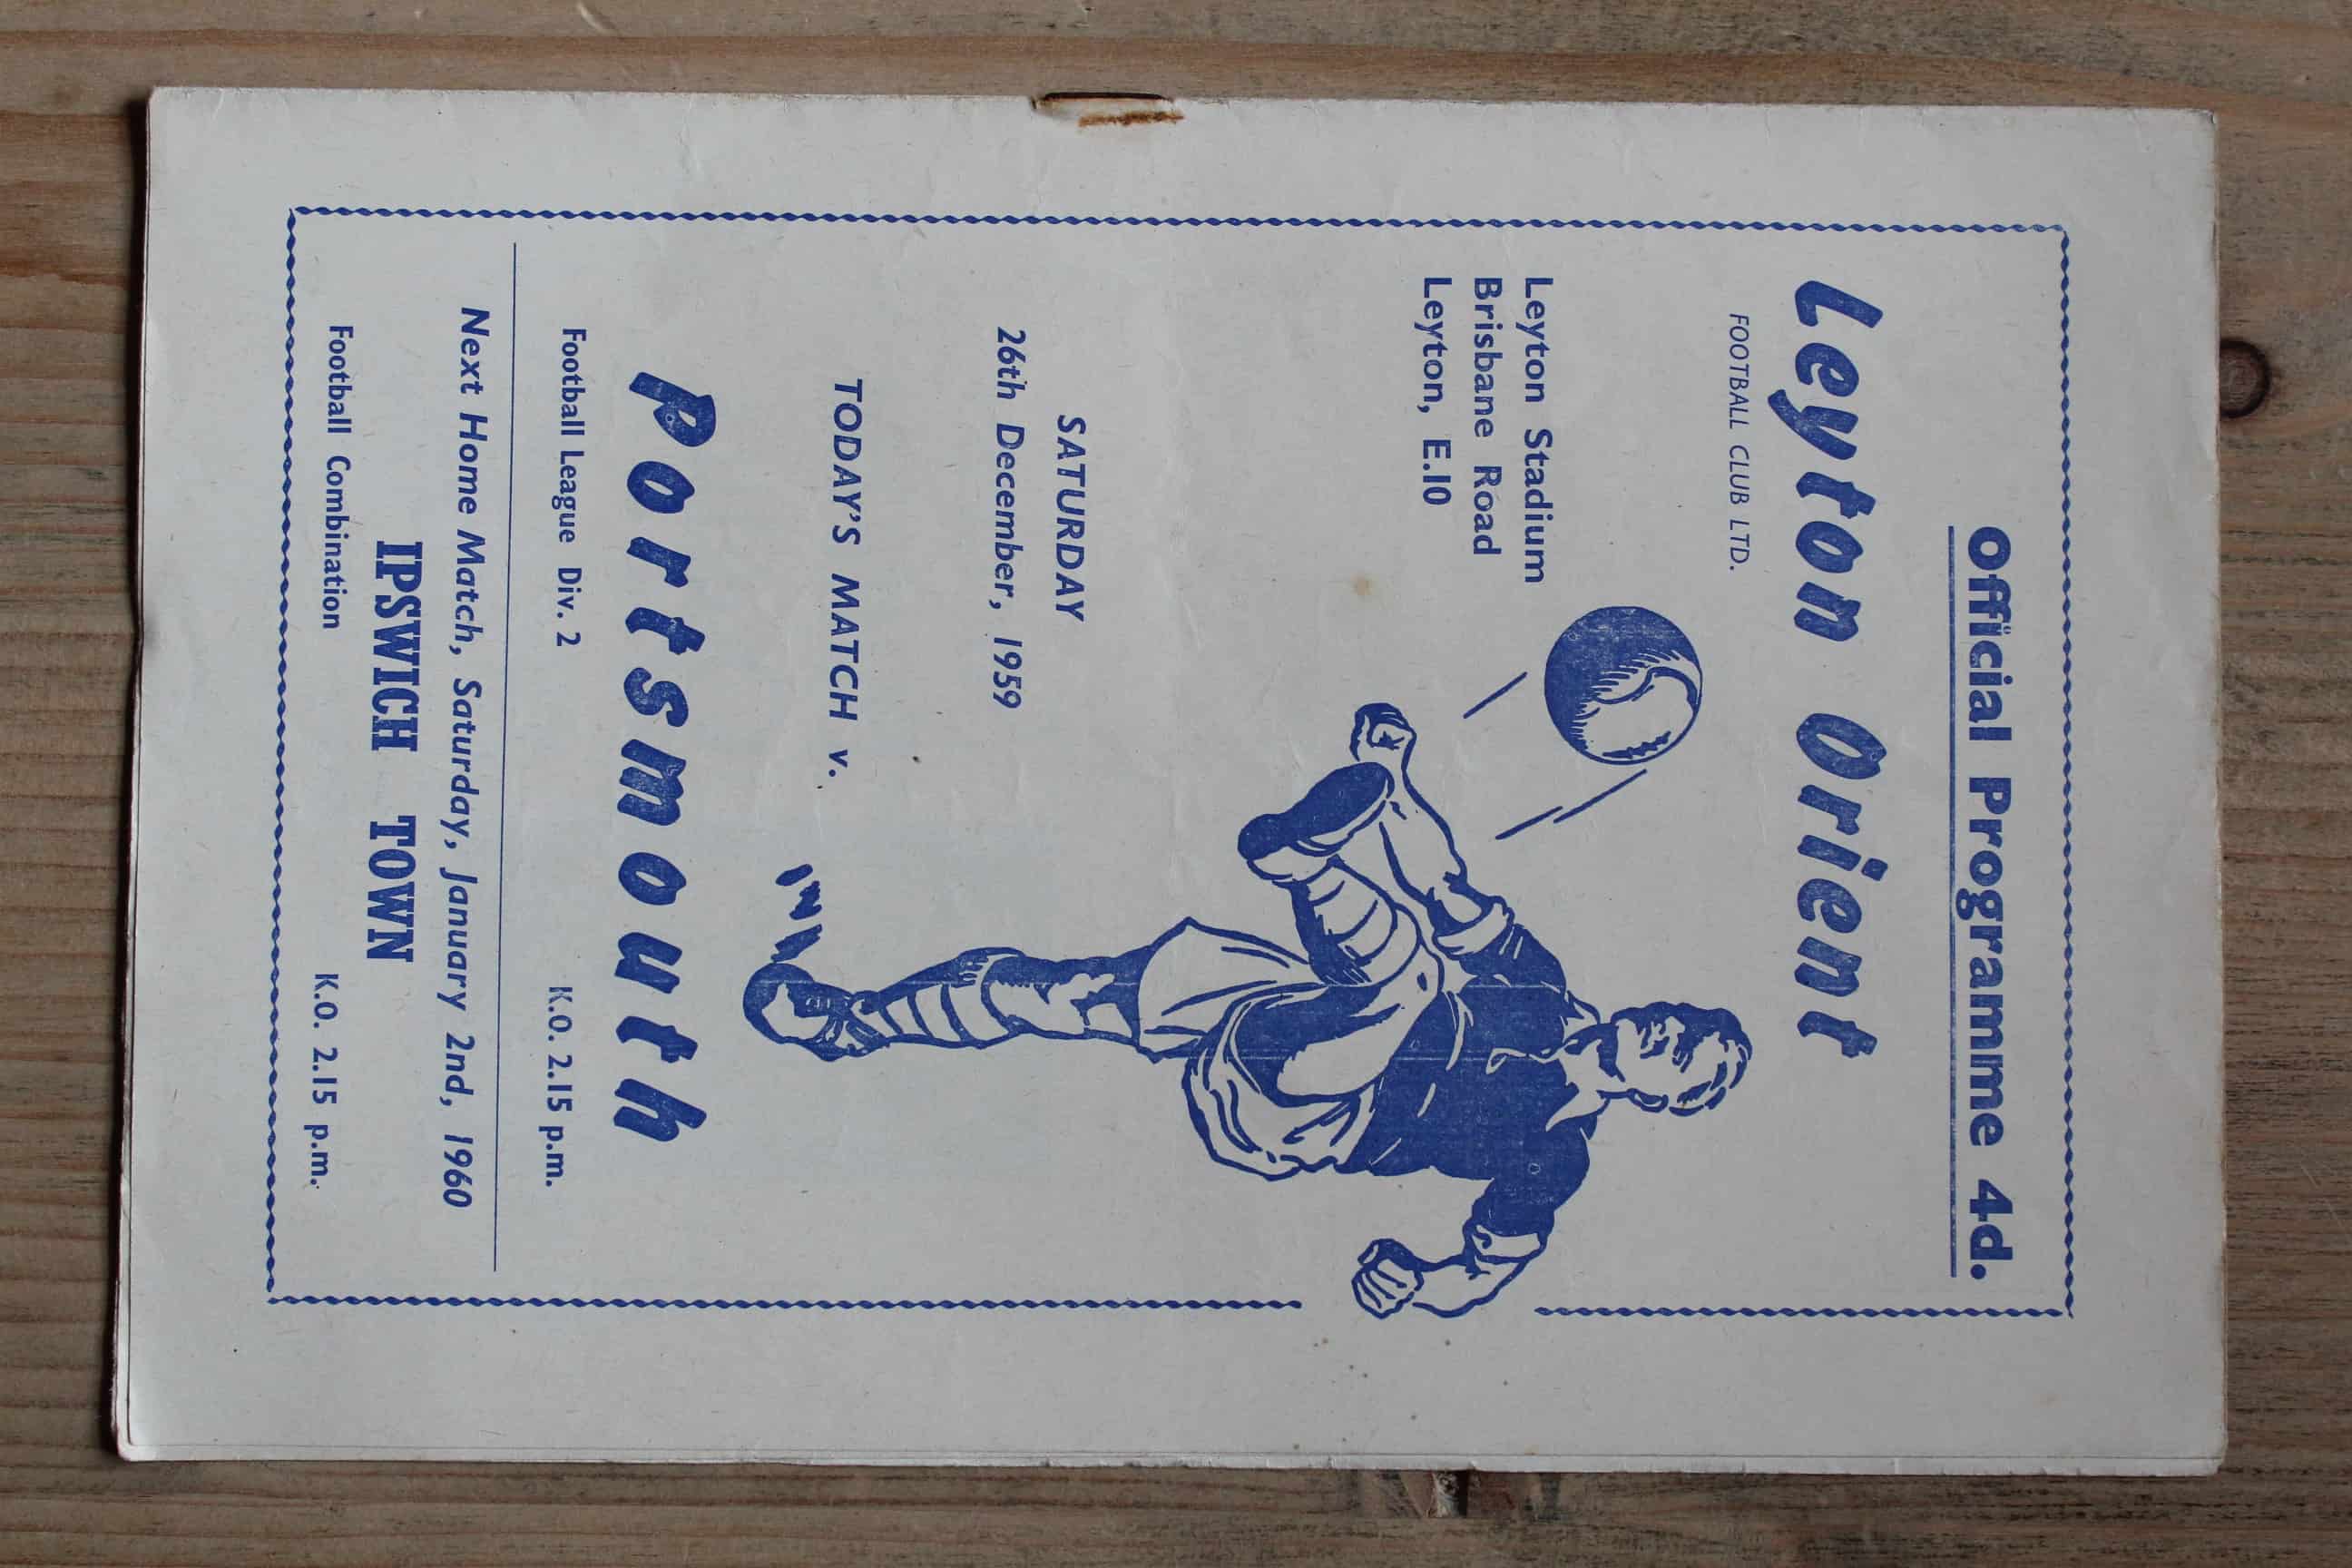 Official Programme 4d.
Leyton Orient
FOOTBALL CLUB LTD.
Leyton Stadium
Brisbane Road
Leyton, E.10
SATURDAY
26th December, 1959
TODAY'S MATCH v.
Portsmouth
Football League Div. 2 K.O. 2.15 p.m.
Next Home Match, Saturday, January 2nd, 1960
IPSWICH TOWN
Football Combination K.O. 2.15 p.m.